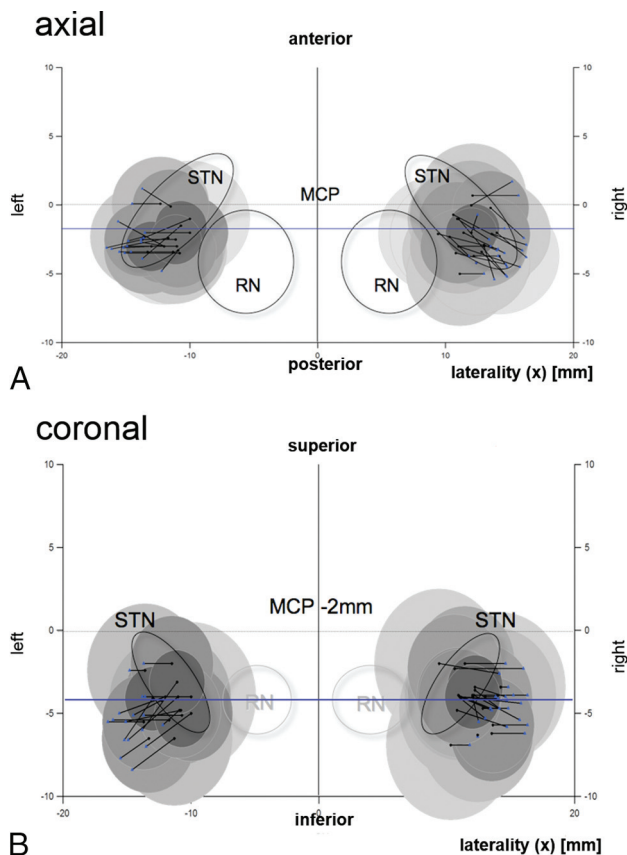 axial
anterior
10
10
5
5
STN
STN
MCP
left
0
0
right
-5
-5
RN
RN
-10
-10
-20
-10
0
10
20
posterior
laterality (x) [mm]
A
coronal
superior
10
10
5
5
MCP -2mm
STN
STN
left
0
0
right
RN
RN
-5
-5
-10
-10
-20
-10
0
10
20
inferior
laterality (x) [mm]
B